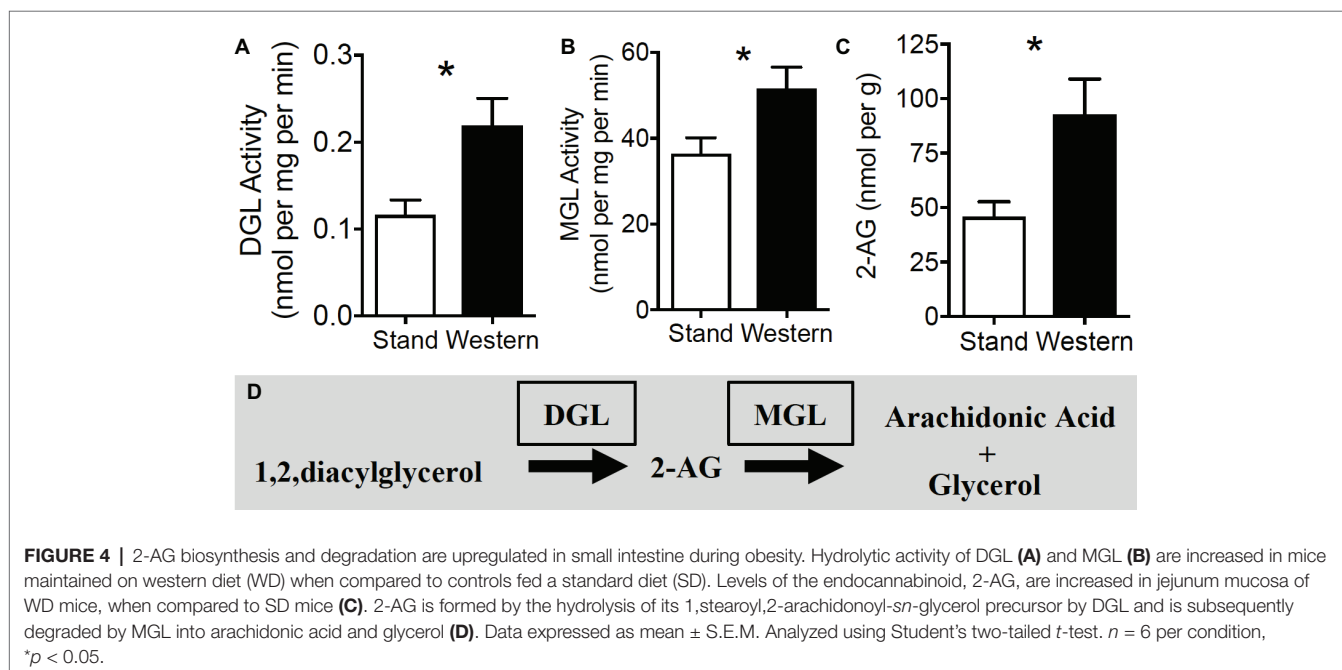 A
DGL Activity
(nmol per mg per min)
0.3
0.2
0.1
0.0
*
Stand Western
B
MGL Activity
(nmol per mg per min)
60
40
20
0
*
Stand Western
C
2-AG (nmol per g)
125
100
75
50
25
0
*
Stand Western
D
DGL
MGL
1,2,diacylglycerol
2-AG
Arachidonic Acid
+
Glycerol
FIGURE 4 | 2-AG biosynthesis and degradation are upregulated in small intestine during obesity. Hydrolytic activity of DGL (A) and MGL (B) are increased in mice
maintained on western diet (WD) when compared to controls fed a standard diet (SD). Levels of the endocannabinoid, 2-AG, are increased in jejunum mucosa of
WD mice, when compared to SD mice (C). 2-AG is formed by the hydrolysis of its 1,stearoyl,2-arachidonoyl-sn-glycerol precursor by DGL and is subsequently
degraded by MGL into arachidonic acid and glycerol (D). Data expressed as mean ± S.E.M. Analyzed using Student's two-tailed t-test. n = 6 per condition,
*p < 0.05.